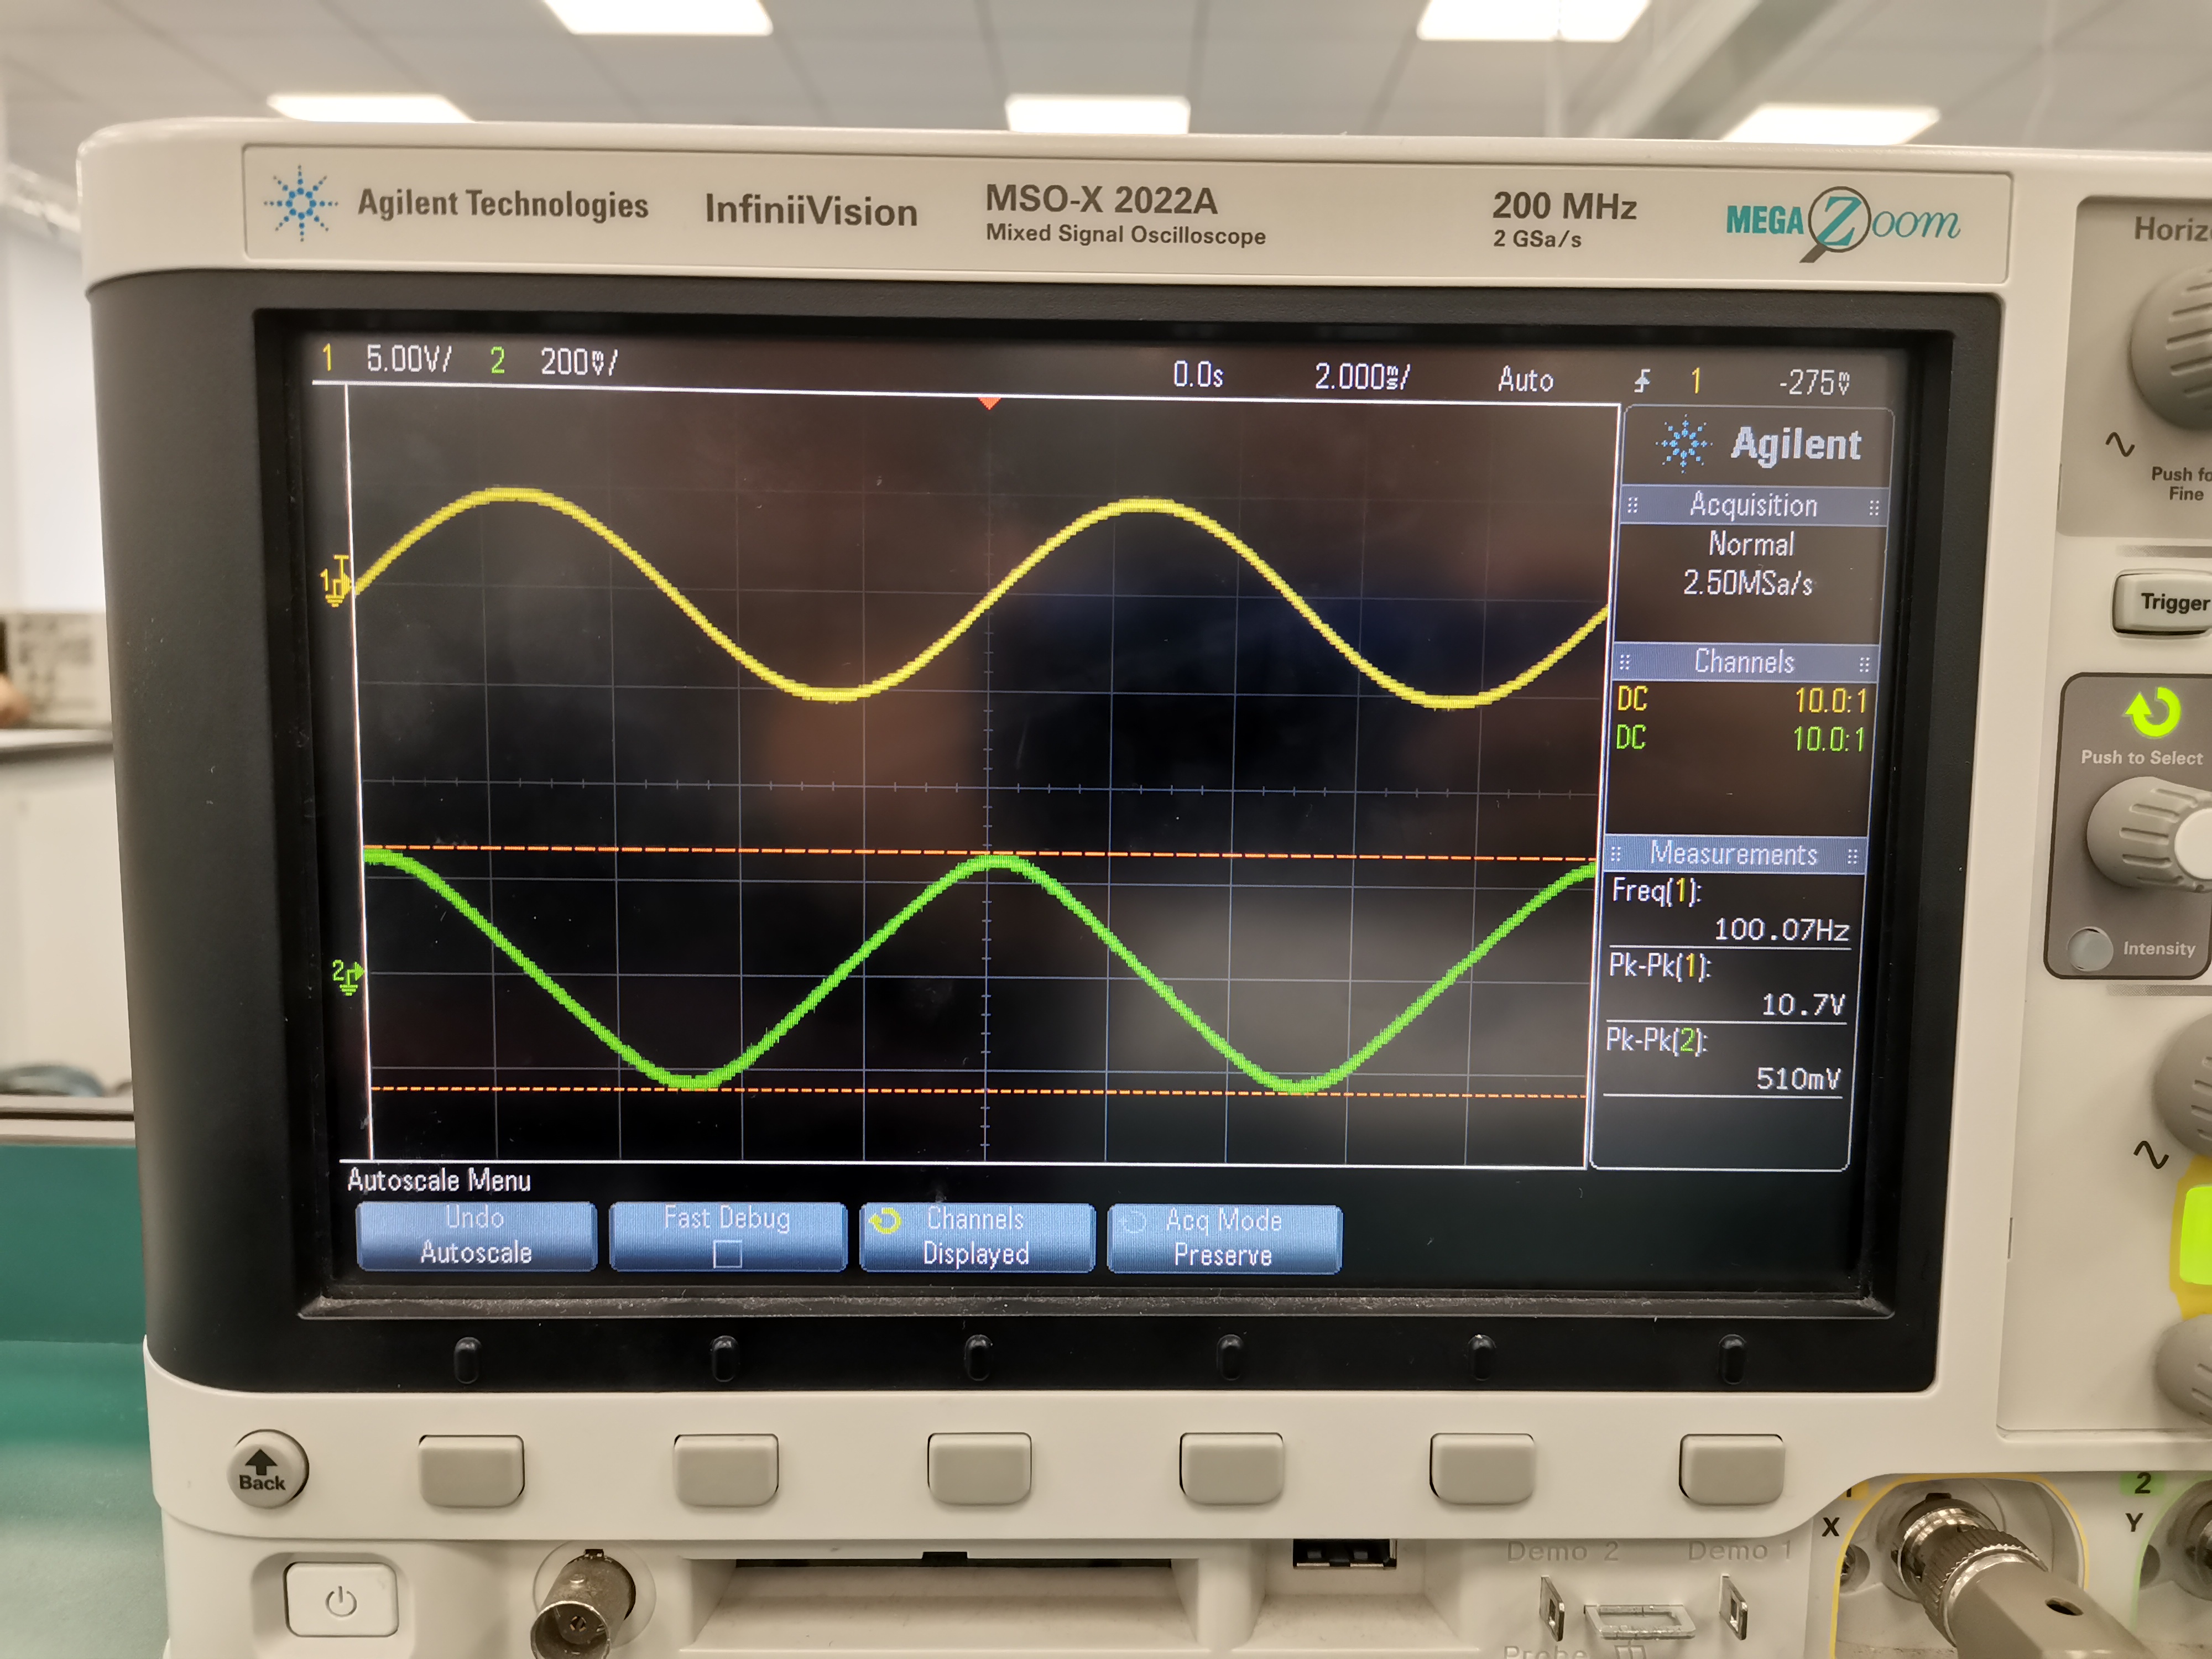 Agilent Technologies InfiniiVision MSO-X 2022A 200 MHz MEGA Zoom
Mixed Signal Oscilloscope 2 GSa/s
Push for
Fine
1 5.00V/ 2 200mV/ 0.0s 2.000ms/ Auto 1 -275mV
Agilent
Acquisition
Normal
2.50MSa/s
Channels
DC 10.0:1
DC 10.0:1
Measurements
Freq(1):
100.07Hz
Pk-Pk(1):
10.7V
Pk-Pk(2):
510mV
1
T
2
Trigger
Push to Select
Intensity
Autoscale Menu
Undo
Autoscale
Fast Debug
Channels
Displayed
Acq Mode
Preserve
Back
X
2
Y
Demo 2 Demo 1
Probe